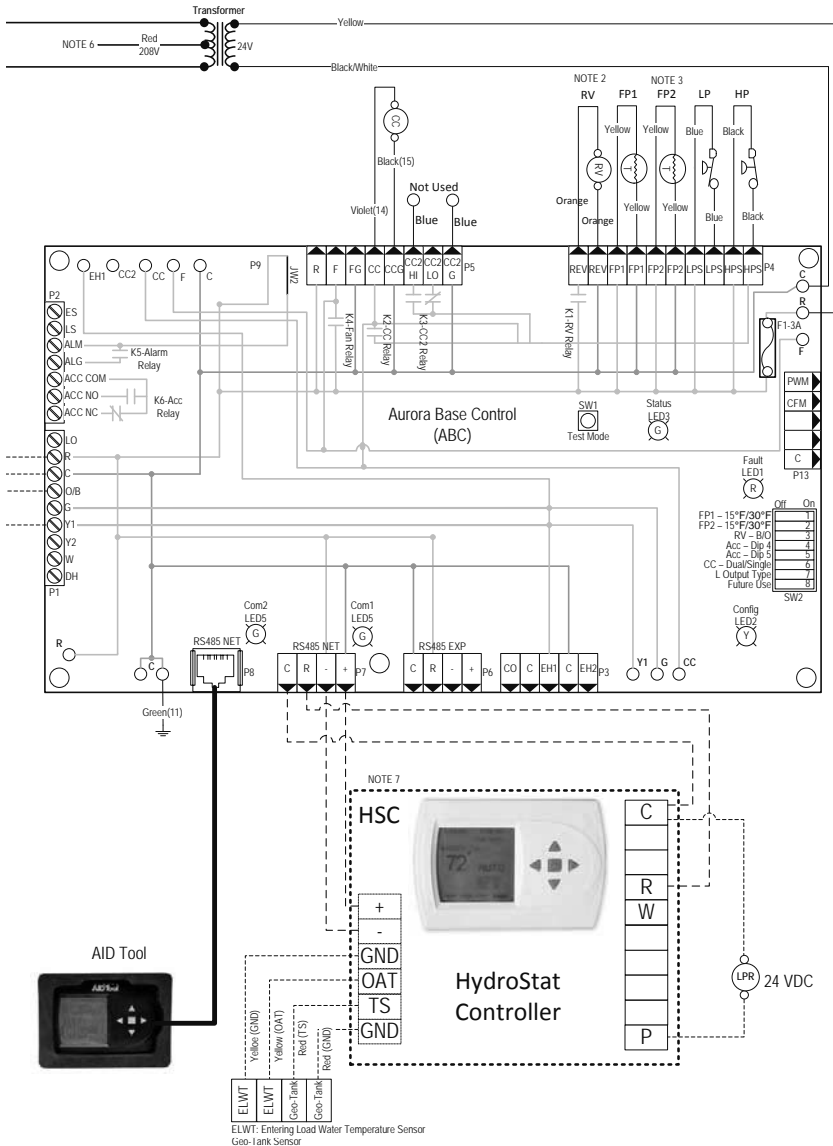 Transformer
Yellow
NOTE 6
Red
208V
24V
Black/White
NOTE 2
NOTE 3
RV
FP1
FP2
LP
HP
CC
Yellow
Yellow
Blue
Black
Black(15)
RV
T
T
Not Used
Violet(14)
Blue
Blue
Orange
Orange
Yellow
Yellow
Blue
Black
EH1
CC2
CC
F
C
P9
JW2
R
F
FG
CC
CCG
CC2 HI
CC2 LO
CC2 G
P5
REV
REV
FP1
FP1
FP2
FP2
LPS
LPS
HPS
HPS
P4
C
R
F1-3A
F
P2
ES
LS
ALM
ALG
ACC COM
ACC NO
ACC NC
K5-Alarm
Relay
K6-Acc
Relay
K4-Fan Relay
K2-CC Relay
K3-CC2 Relay
K1-RV Relay
Aurora Base Control
(ABC)
SW1
Test Mode
Status
LED3
G
PWM
CFM
C
P13
LO
R
C
O/B
G
Y1
Y2
W
DH
P1
Fault
LED1
R
Off
On
FP1 – 15°F/30°F
1
FP2 – 15°F/30°F
2
RV – B/O
3
Acc – Dip 4
4
Acc – Dip 5
5
CC – Dual/Single
6
L Output Type
7
Future Use
8
SW2
Config
LED2
Y
Com2
LED5
G
Com1
LED5
G
R
C
RS485 NET
P8
RS485 NET
C
R
-
+
P7
RS485 EXP
C
R
-
+
P6
CO
C
EH1
C
EH2
P3
Y1
G
CC
Green(11)
NOTE 7
HSC
72°
AUTO
+
-
GND
OAT
TS
GND
HydroStat
Controller
C
R
W
P
LPR
24 VDC
AID Tool
AID Tool
Yelloe (GND)
Yellow (OAT)
Red (TS)
Red (GND)
ELWT
ELWT
Geo-Tank
Geo-Tank
ELWT: Entering Load Water Temperature Sensor
Geo-Tank Sensor